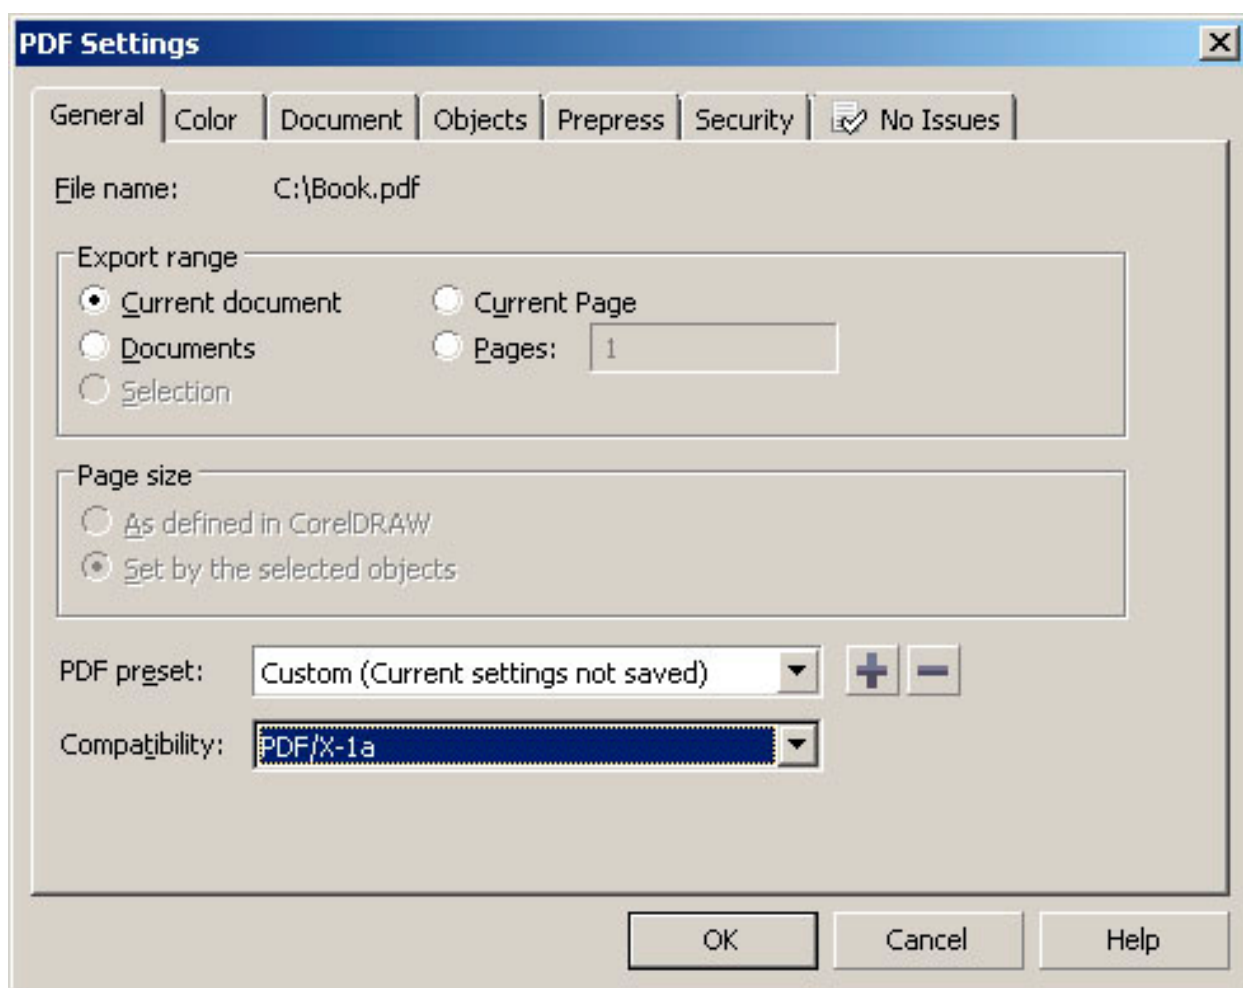 PDF Settings
General Color Document Objects Prepress Security No Issues
File name: C:\Book.pdf
Export range
Current document Current Page
Documents Pages: 1
Selection
Page size
As defined in CorelDRAW
Set by the selected objects
PDF preset: Custom (Current settings not saved)
Compatibility: PDF/X-1a
OK Cancel Help